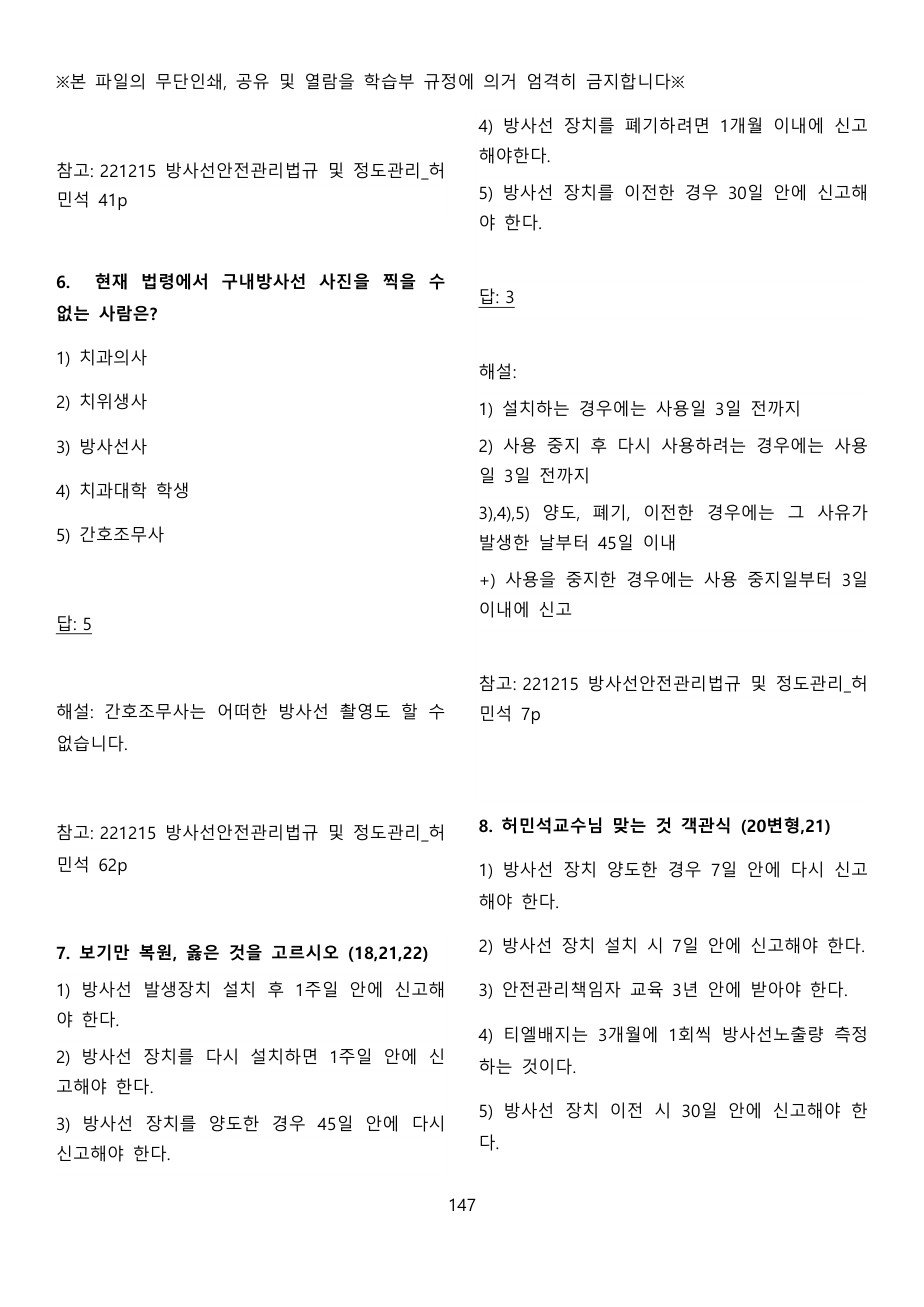 ※본 파일의 무단인쇄, 공유 및 열람을 학습부 규정에 의거 엄격히 금지합니다※
참고: 221215 방사선안전관리법규 및 정도관리_허
민석 41p
6. 현재 법령에서 구내방사선 사진을 찍을 수
없는 사람은?
1) 치과의사
2) 치위생사
3) 방사선사
4) 치과대학 학생
5) 간호조무사
답: 5
해설: 간호조무사는 어떠한 방사선 촬영도 할 수
없습니다.
참고: 221215 방사선안전관리법규 및 정도관리_허
민석 62p
7. 보기만 복원, 옳은 것을 고르시오 (18,21,22)
1) 방사선 발생장치 설치 후 1주일 안에 신고해
야 한다.
2) 방사선 장치를 다시 설치하면 1주일 안에 신
고해야 한다.
3) 방사선 장치를 양도한 경우 45일 안에 다시
신고해야 한다.
4) 방사선 장치를 폐기하려면 1개월 이내에 신고
해야한다.
5) 방사선 장치를 이전한 경우 30일 안에 신고해
야 한다.
답: 3
해설:
1) 설치하는 경우에는 사용일 3일 전까지
2) 사용 중지 후 다시 사용하려는 경우에는 사용
일 3일 전까지
3),4),5) 양도, 폐기, 이전한 경우에는 그 사유가
발생한 날부터 45일 이내
+) 사용을 중지한 경우에는 사용 중지일부터 3일
이내에 신고
참고: 221215 방사선안전관리법규 및 정도관리_허
민석 7p
8. 허민석교수님 맞는 것 객관식 (20변형,21)
1) 방사선 장치 양도한 경우 7일 안에 다시 신고
해야 한다.
2) 방사선 장치 설치 시 7일 안에 신고해야 한다.
3) 안전관리책임자 교육 3년 안에 받아야 한다.
4) 티엘배지는 3개월에 1회씩 방사선노출량 측정
하는 것이다.
5) 방사선 장치 이전 시 30일 안에 신고해야 한
다.
147